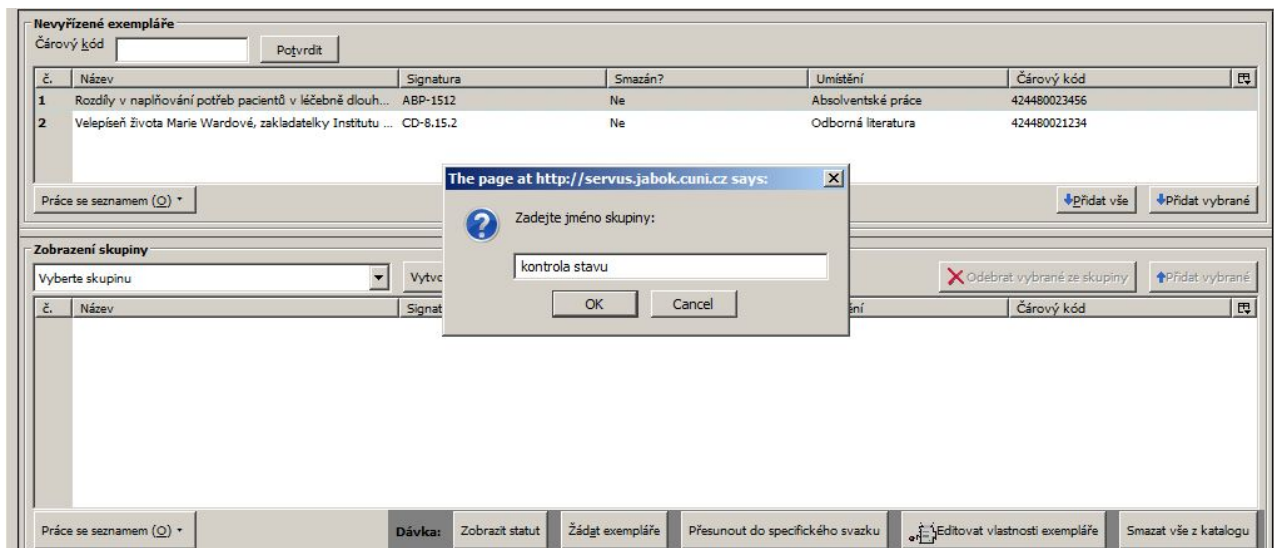 Nevyřízené exempláře
Čárový kód Potvrdit
č. Název Signatura Smazán? Umístění Čárový kód
1 Rozdíly v naplňování potřeb pacientů v léčebně dlouh... ABP-1512 Ne Absolventské práce 424480023456
2 Velepíseň života Marie Wardové, zakladatelky Institutu ... CD-8.15.2 Ne Odborná literatura 424480021234
The page at http://servus.jabok.cuni.cz says:
Práce se seznamem (O) Přidat vše Přidat vybrané
Zadejte jméno skupiny:
Zobrazení skupiny
kontrola stavu
Vyberte skupinu Odebrat vybrané ze skupiny Přidat vybrané
OK Cancel
č. Název Čárový kód
Práce se seznamem (O) Dávka: Zobrazit statut Žádat exempláře Přesunout do specifického svazku Editovat vlastnosti exempláře Smazat vše z katalogu